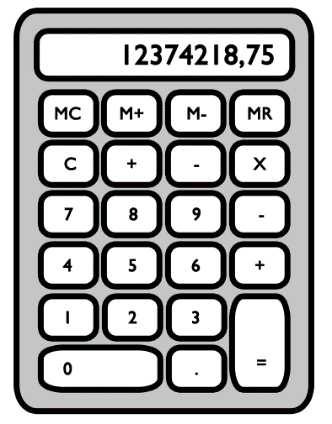 12374218,75
MC M+ M- MR
C + - X
7 8 9 -
4 5 6 +
1 2 3
0 . =